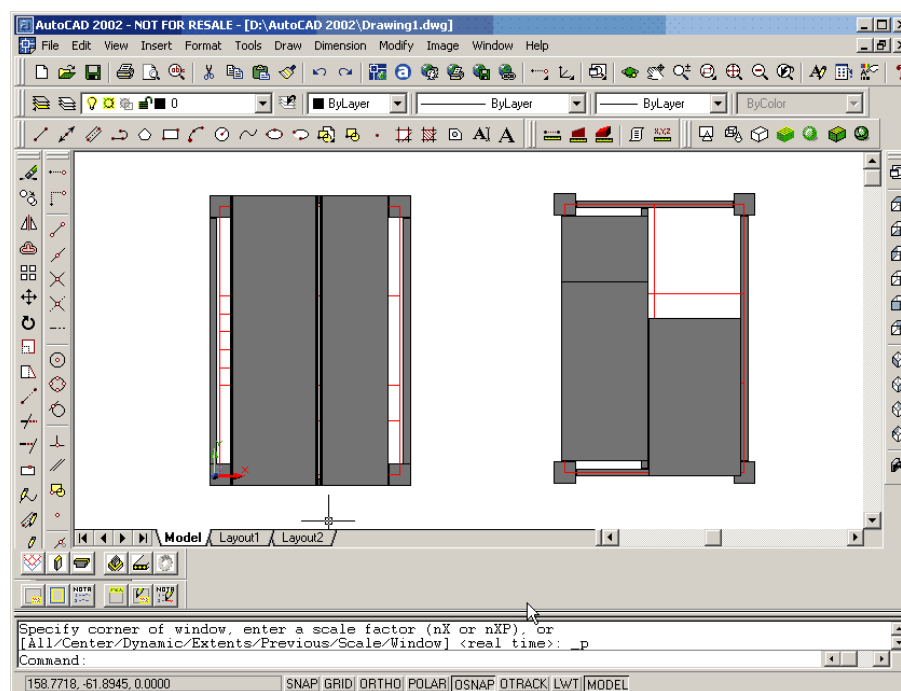 AutoCAD 2002 - NOT FOR RESALE - [D:\AutoCAD 2002\Drawing1.dwg]
File Edit View Insert Format Tools Draw Dimension Modify Image Window Help
0 ByLayer ByLayer ByLayer ByColor
Model Layout1 Layout2
Specify corner of window, enter a scale factor (nX or nXP), or
[All/Center/Dynamic/Extents/Previous/Scale/Window] <real time>: _p
Command:
158.7718, -61.8945, 0.0000 SNAP GRID ORTHO POLAR OSNAP OTRACK LWT MODEL